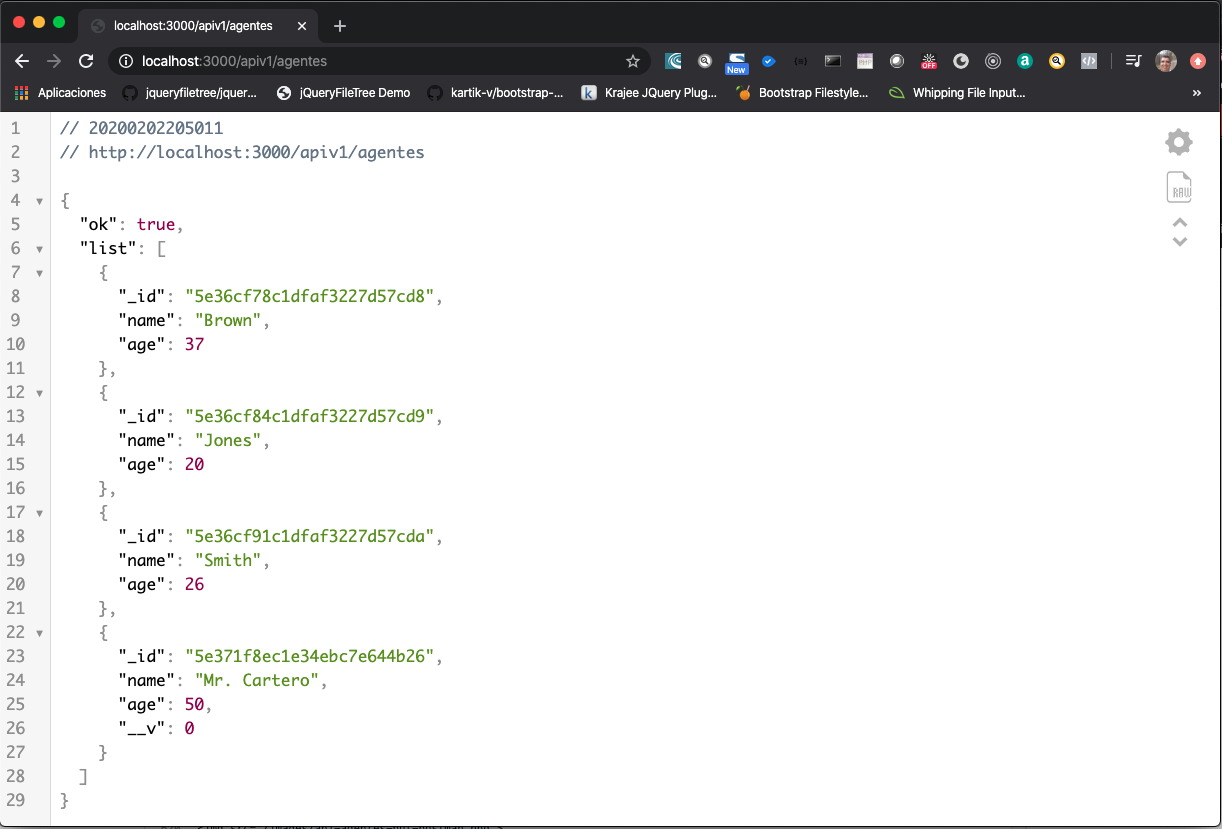 localhost:3000/apiv1/agentes
localhost:3000/apiv1/agentes
New
PHP
OFF
a
Aplicaciones jqueryfiletree/jquer... jQueryFileTree Demo kartik-v/bootstrap-... k Krajee JQuery Plug... Bootstrap Filestyle... Whipping File Input... »
1 // 20200202205011
2 // http://localhost:3000/apiv1/agentes
3
4 {
5 "ok": true,
6 "list": [
7 {
8 "_id": "5e36cf78c1dfaf3227d57cd8",
9 "name": "Brown",
10 "age": 37
11 },
12 {
13 "_id": "5e36cf84c1dfaf3227d57cd9",
14 "name": "Jones",
15 "age": 20
16 },
17 {
18 "_id": "5e36cf91c1dfaf3227d57cda",
19 "name": "Smith",
20 "age": 26
21 },
22 {
23 "_id": "5e371f8ec1e34ebc7e644b26",
24 "name": "Mr. Cartero",
25 "age": 50,
26 "__v": 0
27 }
28 ]
29 }
RAW